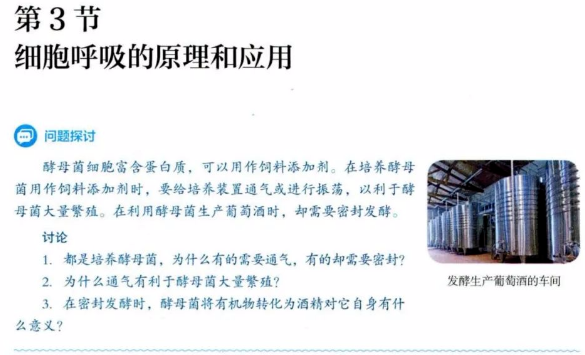 第 3 节
细胞呼吸的原理和应用
问题探讨
酵母菌细胞富含蛋白质，可以用作饲料添加剂。在培养酵母
菌用作饲料添加剂时，要给培养装置通气或进行振荡，以利于酵
母菌大量繁殖。在利用酵母菌生产葡萄酒时，却需要密封发酵。
讨论
1. 都是培养酵母菌，为什么有的需要通气，有的却需要密封？
2. 为什么通气有利于酵母菌大量繁殖？
3. 在密封发酵时，酵母菌将有机物转化为酒精对它自身有什
么意义？
发酵生产葡萄酒的车间